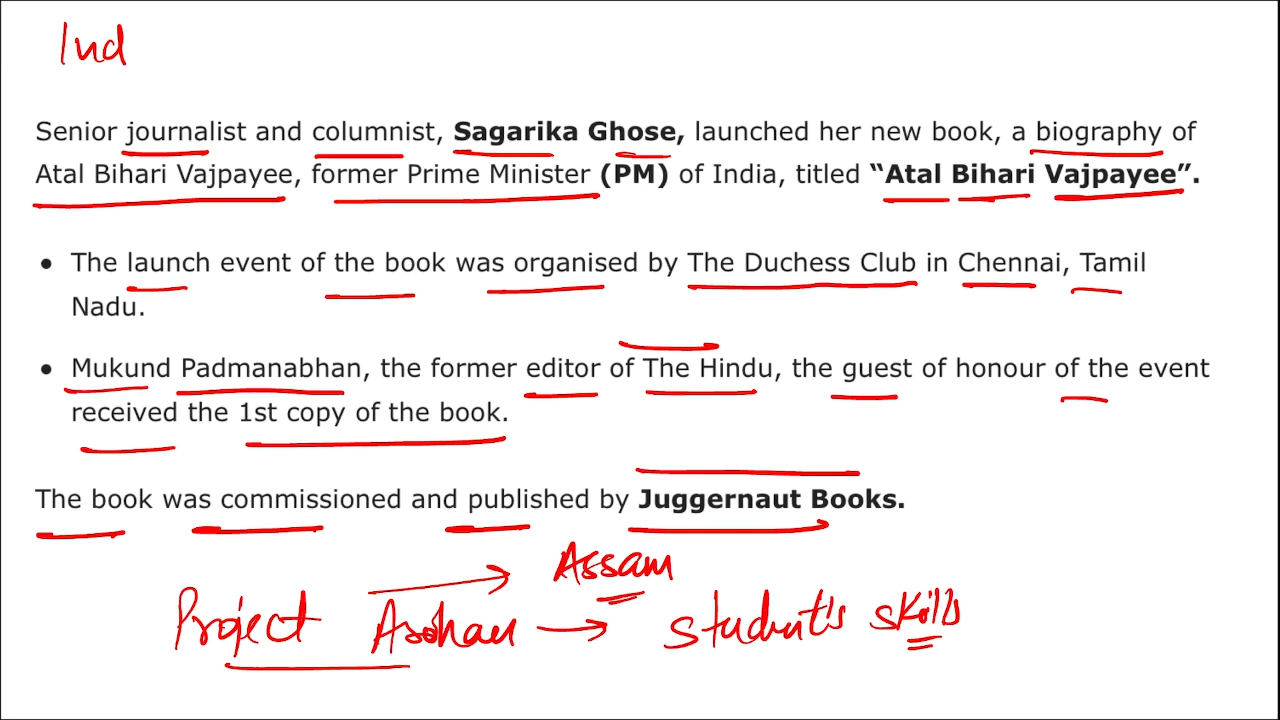 Ind
Senior journalist and columnist, Sagarika Ghose, launched her new book, a biography of
Atal Bihari Vajpayee, former Prime Minister (PM) of India, titled “Atal Bihari Vajpayee”.
• The launch event of the book was organised by The Duchess Club in Chennai, Tamil
Nadu.
• Mukund Padmanabhan, the former editor of The Hindu, the guest of honour of the event
received the 1st copy of the book.
The book was commissioned and published by Juggernaut Books.
Assam
Project → students skills